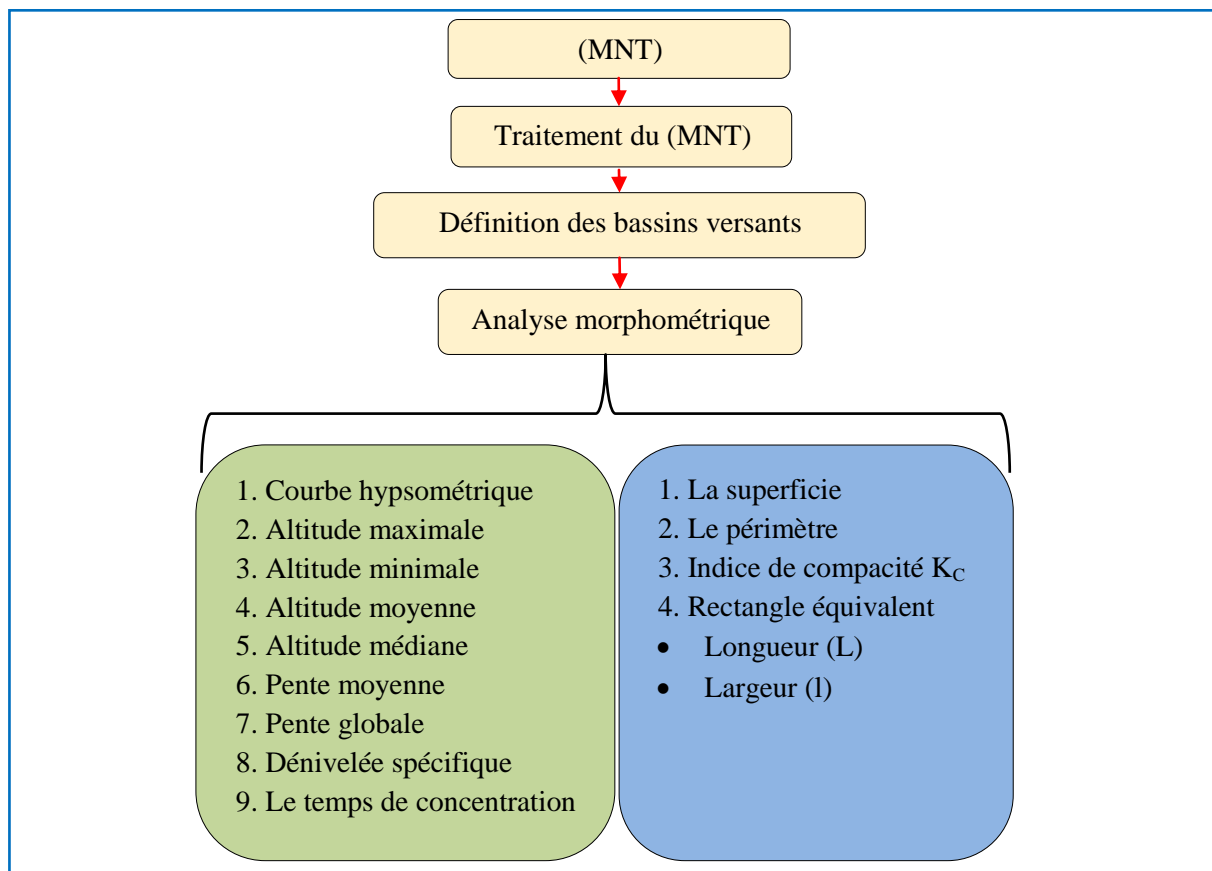 (MNT)
Traitement du (MNT)
Définition des bassins versants
Analyse morphométrique
1. Courbe hypsométrique
2. Altitude maximale
3. Altitude minimale
4. Altitude moyenne
5. Altitude médiane
6. Pente moyenne
7. Pente globale
8. Dénivelée spécifique
9. Le temps de concentration
1. La superficie
2. Le périmètre
3. Indice de compacité K_C
4. Rectangle équivalent
• Longueur (L)
• Largeur (l)